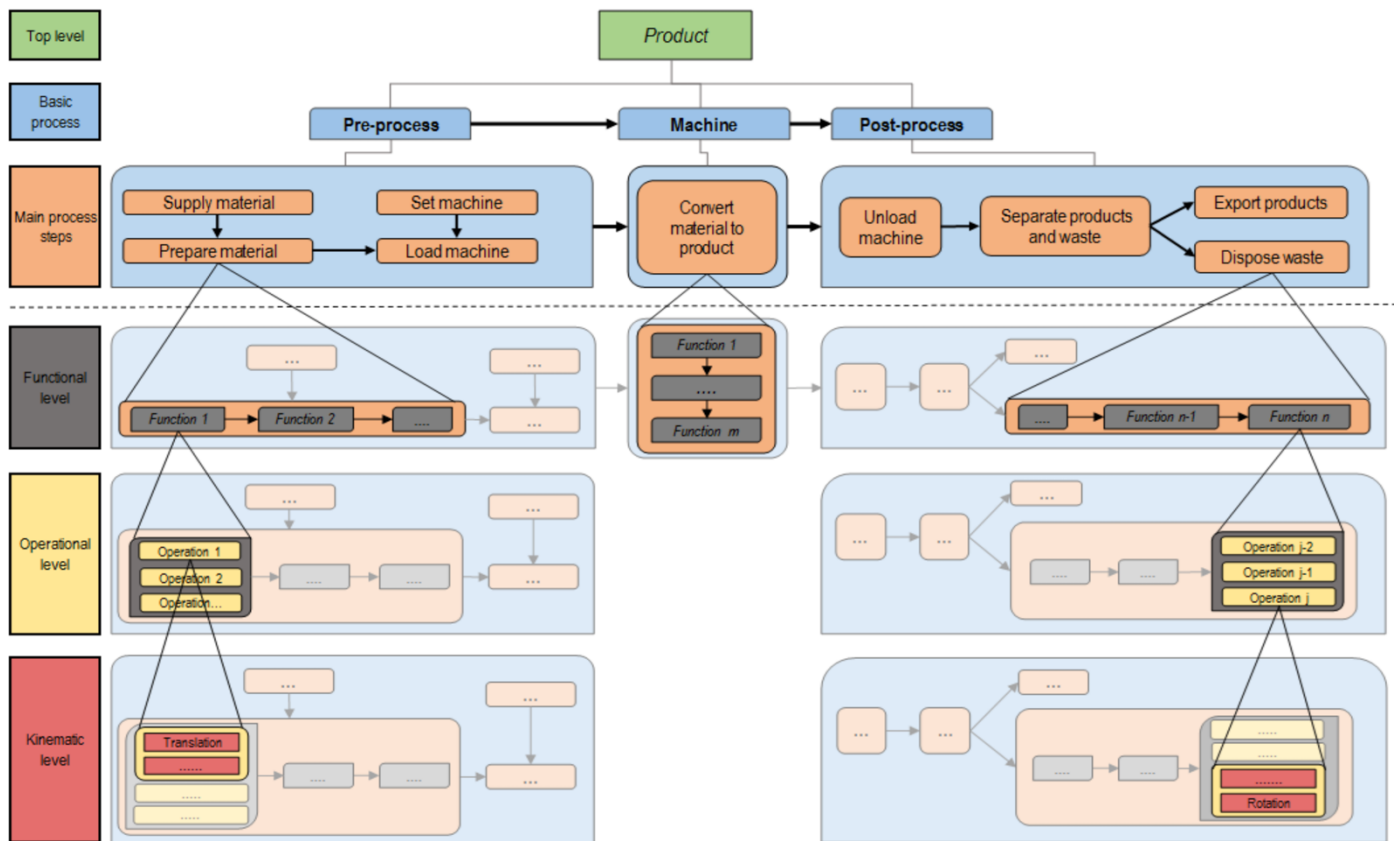 Top level
Product
Basic
process
Pre-process
Machine
Post-process
Main process
steps
Supply material
Set machine
Prepare material
Load machine
Convert
material to
product
Unload
machine
Separate products
and waste
Export products
Dispose waste
Functional
level
...
...
...
Function 1
Function 2
....
Function 1
....
Function m
...
...
...
....
Function n-1
Function n
Operational
level
...
...
Operation 1
Operation 2
Operation...
....
....
...
...
...
...
....
....
Operation j-2
Operation j-1
Operation j
Kinematic
level
...
...
Translation
......
.....
.....
....
....
...
...
...
...
....
....
.....
.....
.......
Rotation